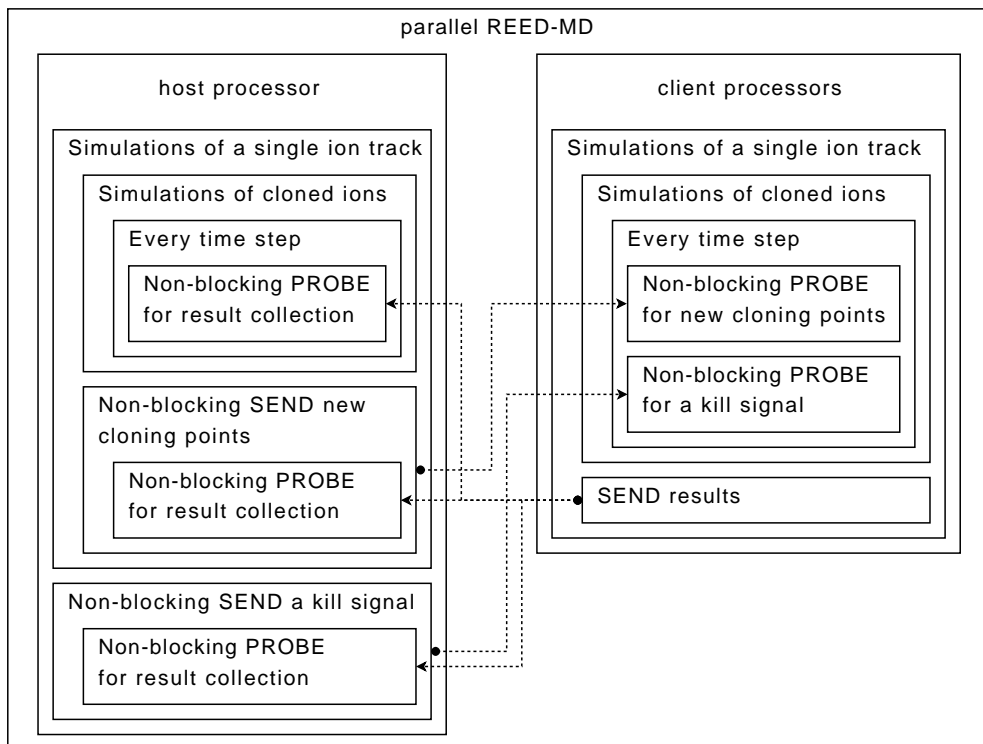 parallel REED-MD
host processor
Simulations of a single ion track
Simulations of cloned ions
Every time step
Non-blocking PROBE
for result collection
Non-blocking SEND new
cloning points
Non-blocking PROBE
for result collection
Non-blocking SEND a kill signal
Non-blocking PROBE
for result collection
client processors
Simulations of a single ion track
Simulations of cloned ions
Every time step
Non-blocking PROBE
for new cloning points
Non-blocking PROBE
for a kill signal
SEND results